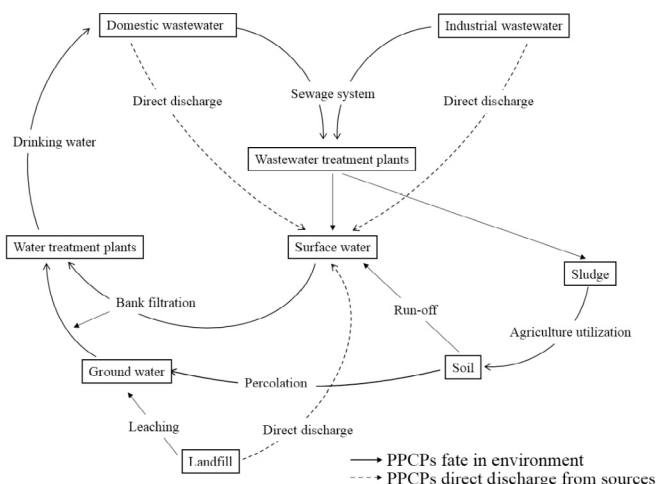 Domestic wastewater
Industrial wastewater
Direct discharge
Sewage system
Direct discharge
Drinking water
Wastewater treatment plants
Water treatment plants
Surface water
Sludge
Bank filtration
Run-off
Agriculture utilization
Ground water
Percolation
Soil
Leaching
Direct discharge
Landfill
PPCPs fate in environment
PPCPs direct discharge from sources